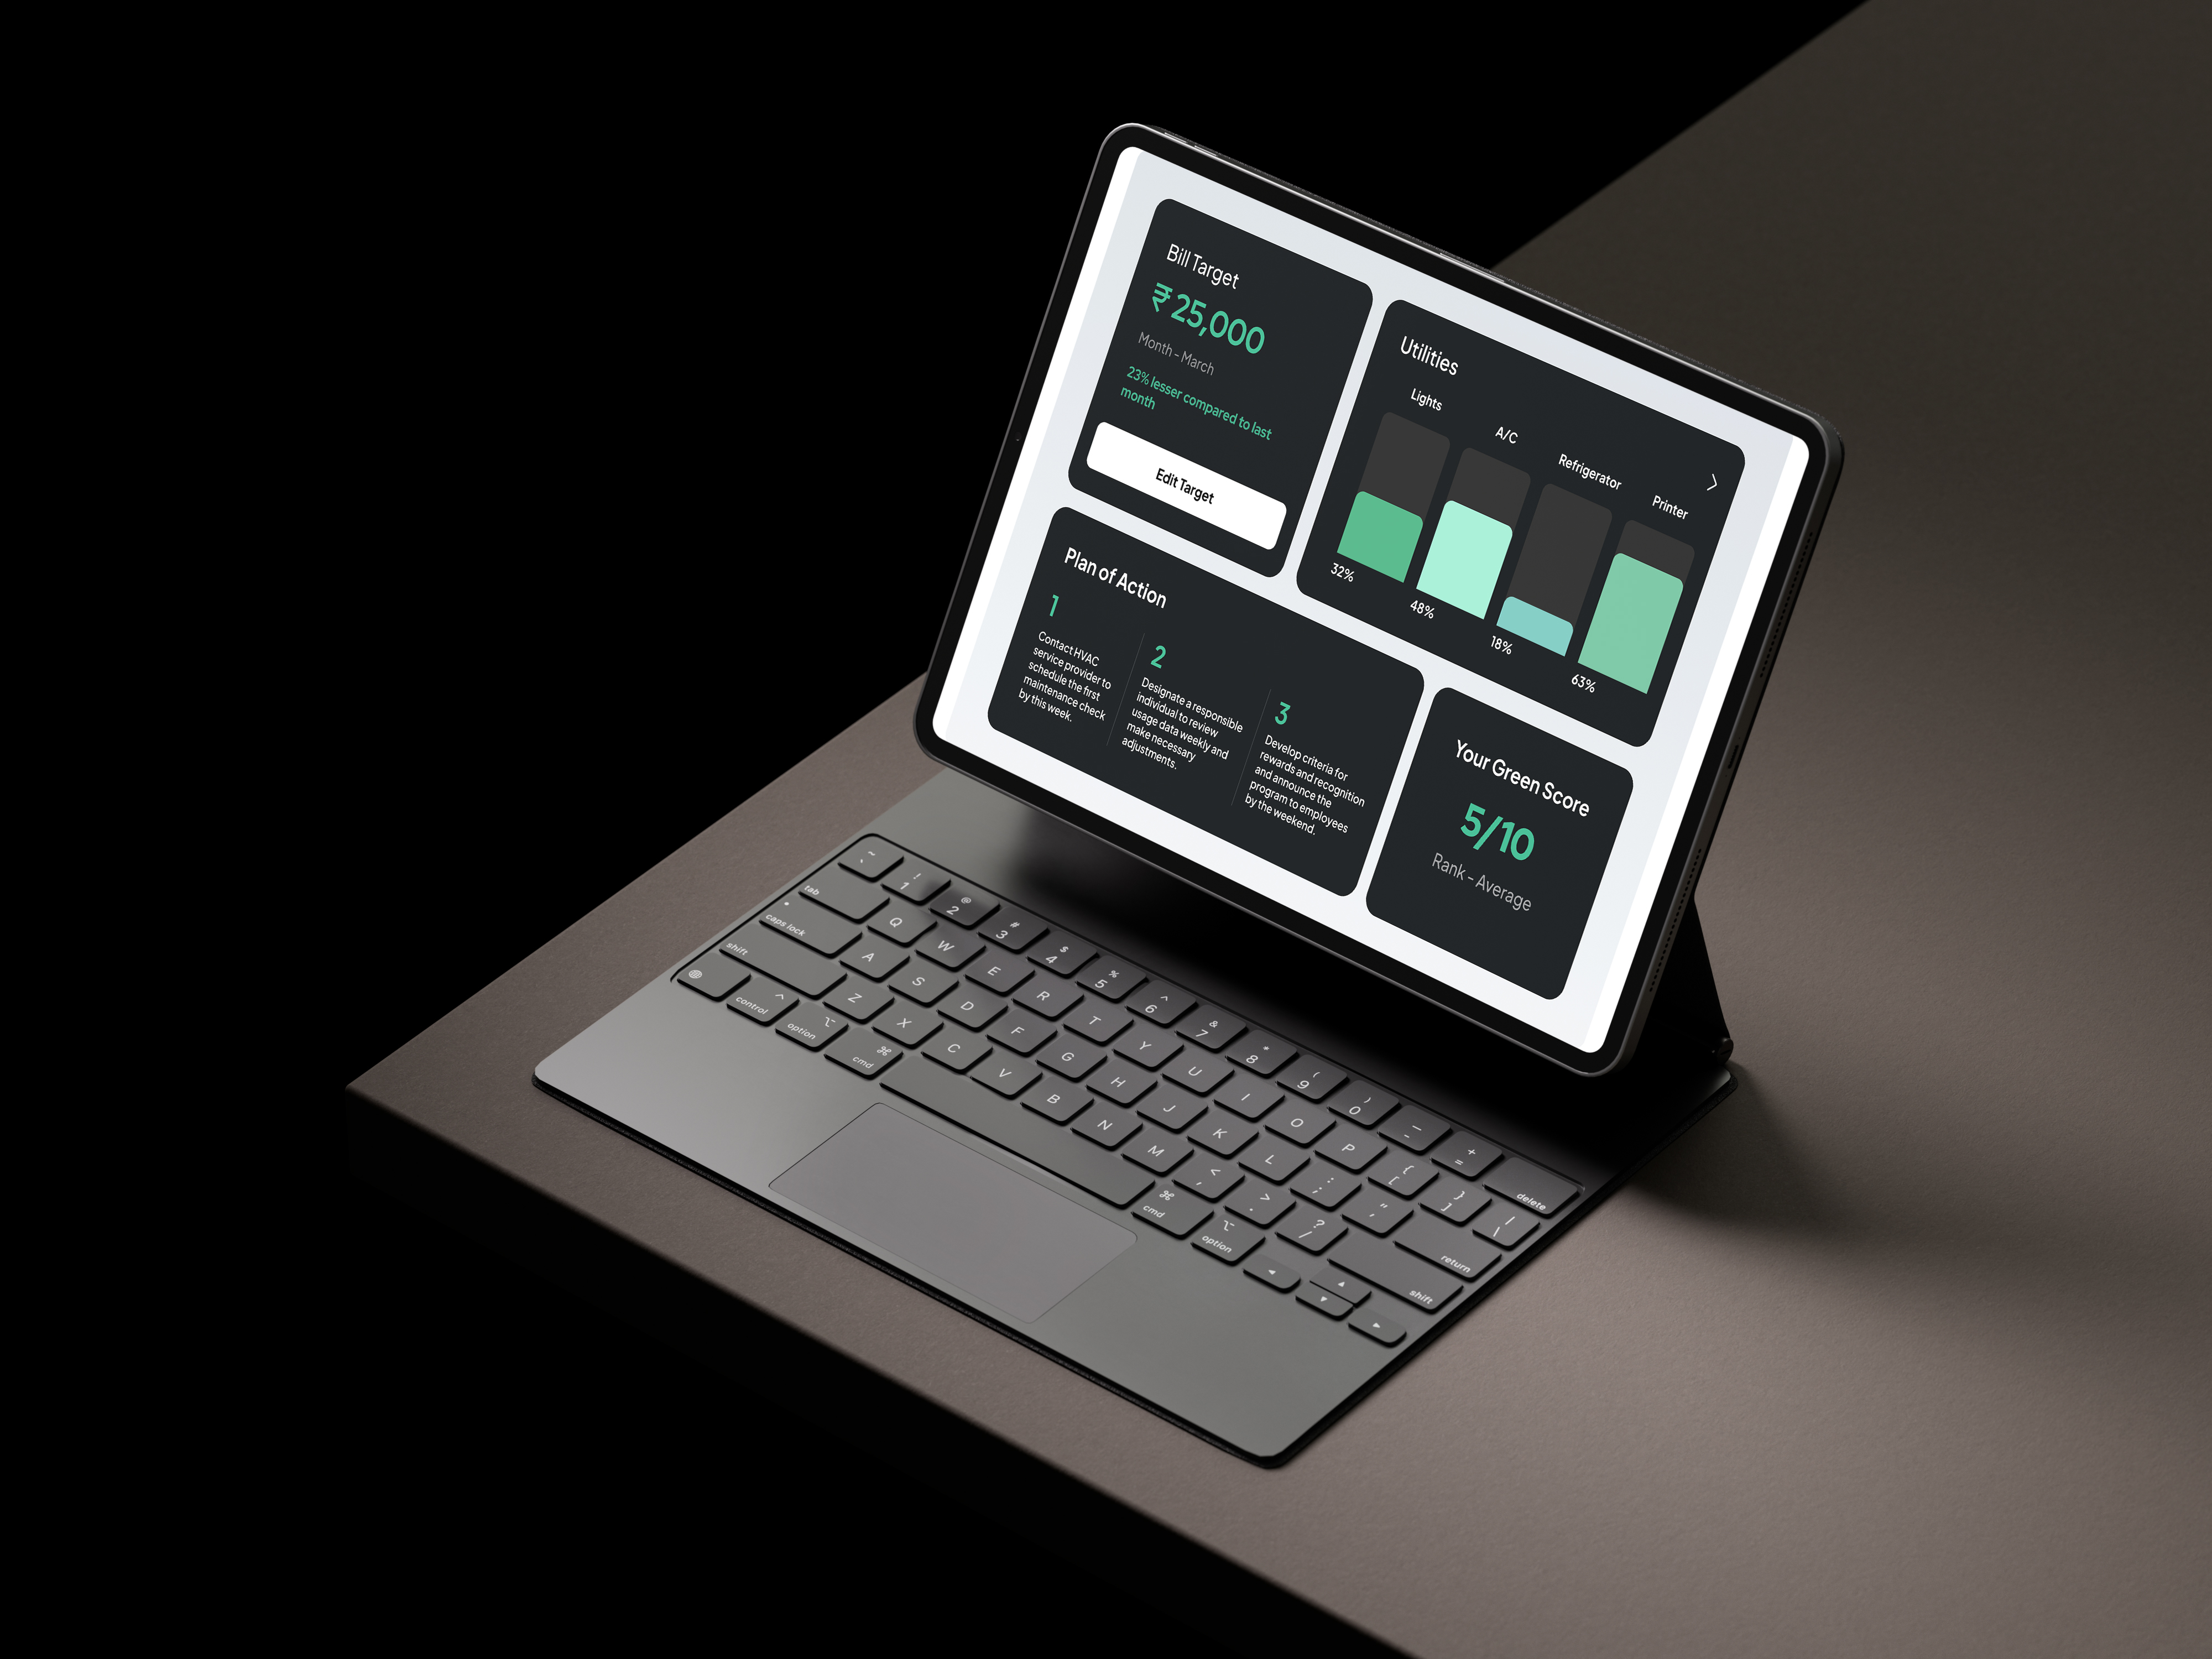 Bill Target
₹ 25,000
Month - March
23% lesser compared to last
month
Edit Target
Utilities
Lights
A/C
Refrigerator
Printer
32%
48%
18%
63%
Plan of Action
1
Contact HVAC
service provider to
schedule the first
maintenance check
by this week.
2
Designate a responsible
individual to review
usage data weekly and
make necessary
adjustments.
3
Develop criteria for
rewards and recognition
and announce the
program to employees
by the weekend.
Your Green Score
5/10
Rank - Average
~ `
! 1
@ 2
# 3
$ 4
% 5
^ 6
& 7
* 8
( 9
) 0
_ -
+ =
delete
tab
Q W E R T Y U I O P { [ } ] | \
caps lock
A S D F G H J K L : ; " ' return
shift
Z X C V B N M < , > . ? / shift
control ^
option ⌥
cmd ⌘
⌘ cmd
⌥ option
◄ ▲ ▼ ►